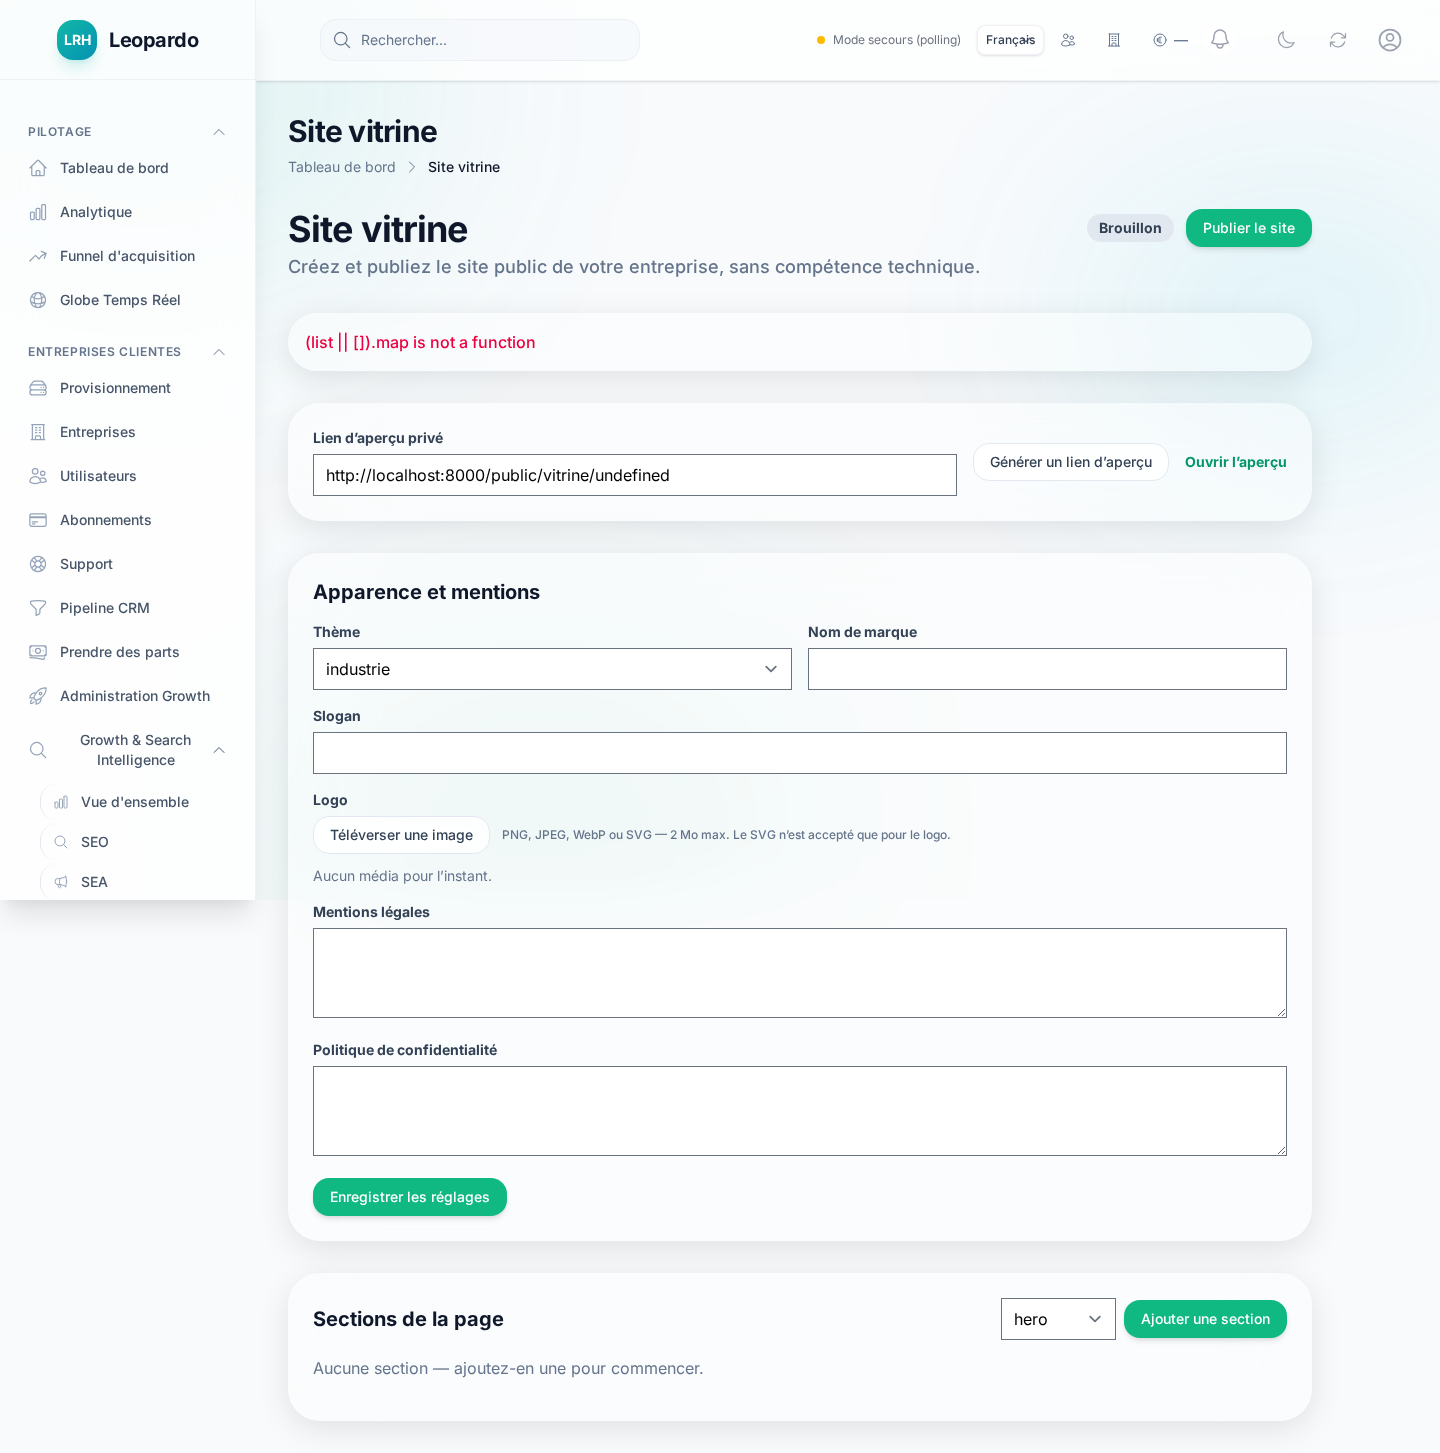 LRH
Leopardo
Rechercher...
Mode secours (polling)
Français
—
PILOTAGE
Tableau de bord
Analytique
Funnel d'acquisition
Globe Temps Réel
ENTREPRISES CLIENTES
Provisionnement
Entreprises
Utilisateurs
Abonnements
Support
Pipeline CRM
Prendre des parts
Administration Growth
Growth & Search
Intelligence
Vue d'ensemble
SEO
SEA
Site vitrine
Tableau de bord
Site vitrine
Site vitrine
Brouillon
Publier le site
Créez et publiez le site public de votre entreprise, sans compétence technique.
(list || []).map is not a function
Lien d’aperçu privé
http://localhost:8000/public/vitrine/undefined
Générer un lien d’aperçu
Ouvrir l’aperçu
Apparence et mentions
Thème
Nom de marque
industrie
Slogan
Logo
Téléverser une image
PNG, JPEG, WebP ou SVG — 2 Mo max. Le SVG n’est accepté que pour le logo.
Aucun média pour l’instant.
Mentions légales
Politique de confidentialité
Enregistrer les réglages
Sections de la page
hero
Ajouter une section
Aucune section — ajoutez-en une pour commencer.